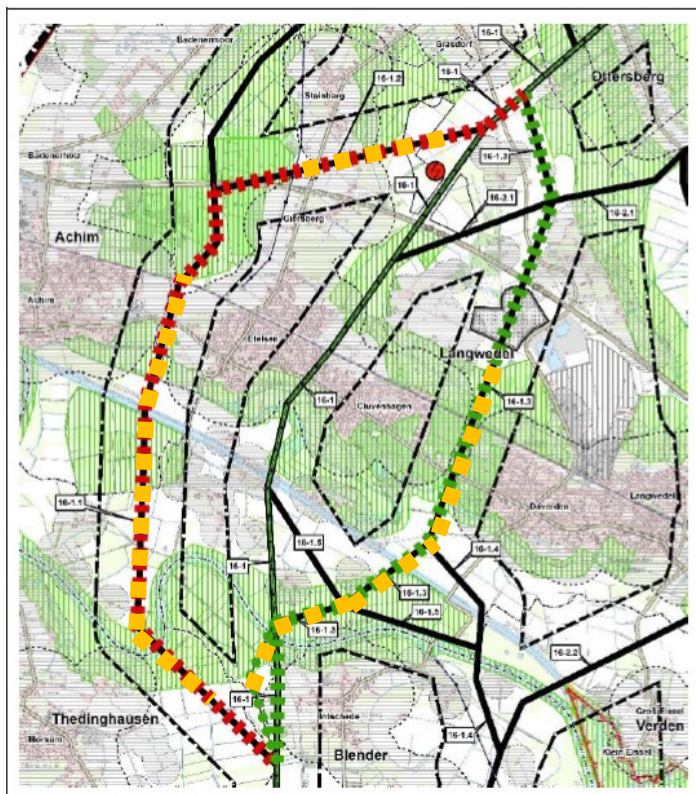 Badenermoor
Grasdorf
16-1
16-1
Ottersberg
16-1.2
Steinberg
Badenerholz
16-1.3
16-1
16-2.1
16-2.1
Giersberg
Achim
Achim
Etelsen
Langwedel
16-1
Cluvenhagen
16-1.3
Langwedel
Daverden
16-1.1
16-1.5
16-1.4
16-1
16-1.3
16-1.3
16-1.5
16-2.2
16-1
Thedinghausen
Intschede
Groß Eissel
Verden
Horstedt
16-1.4
Blender
Klein Eissel